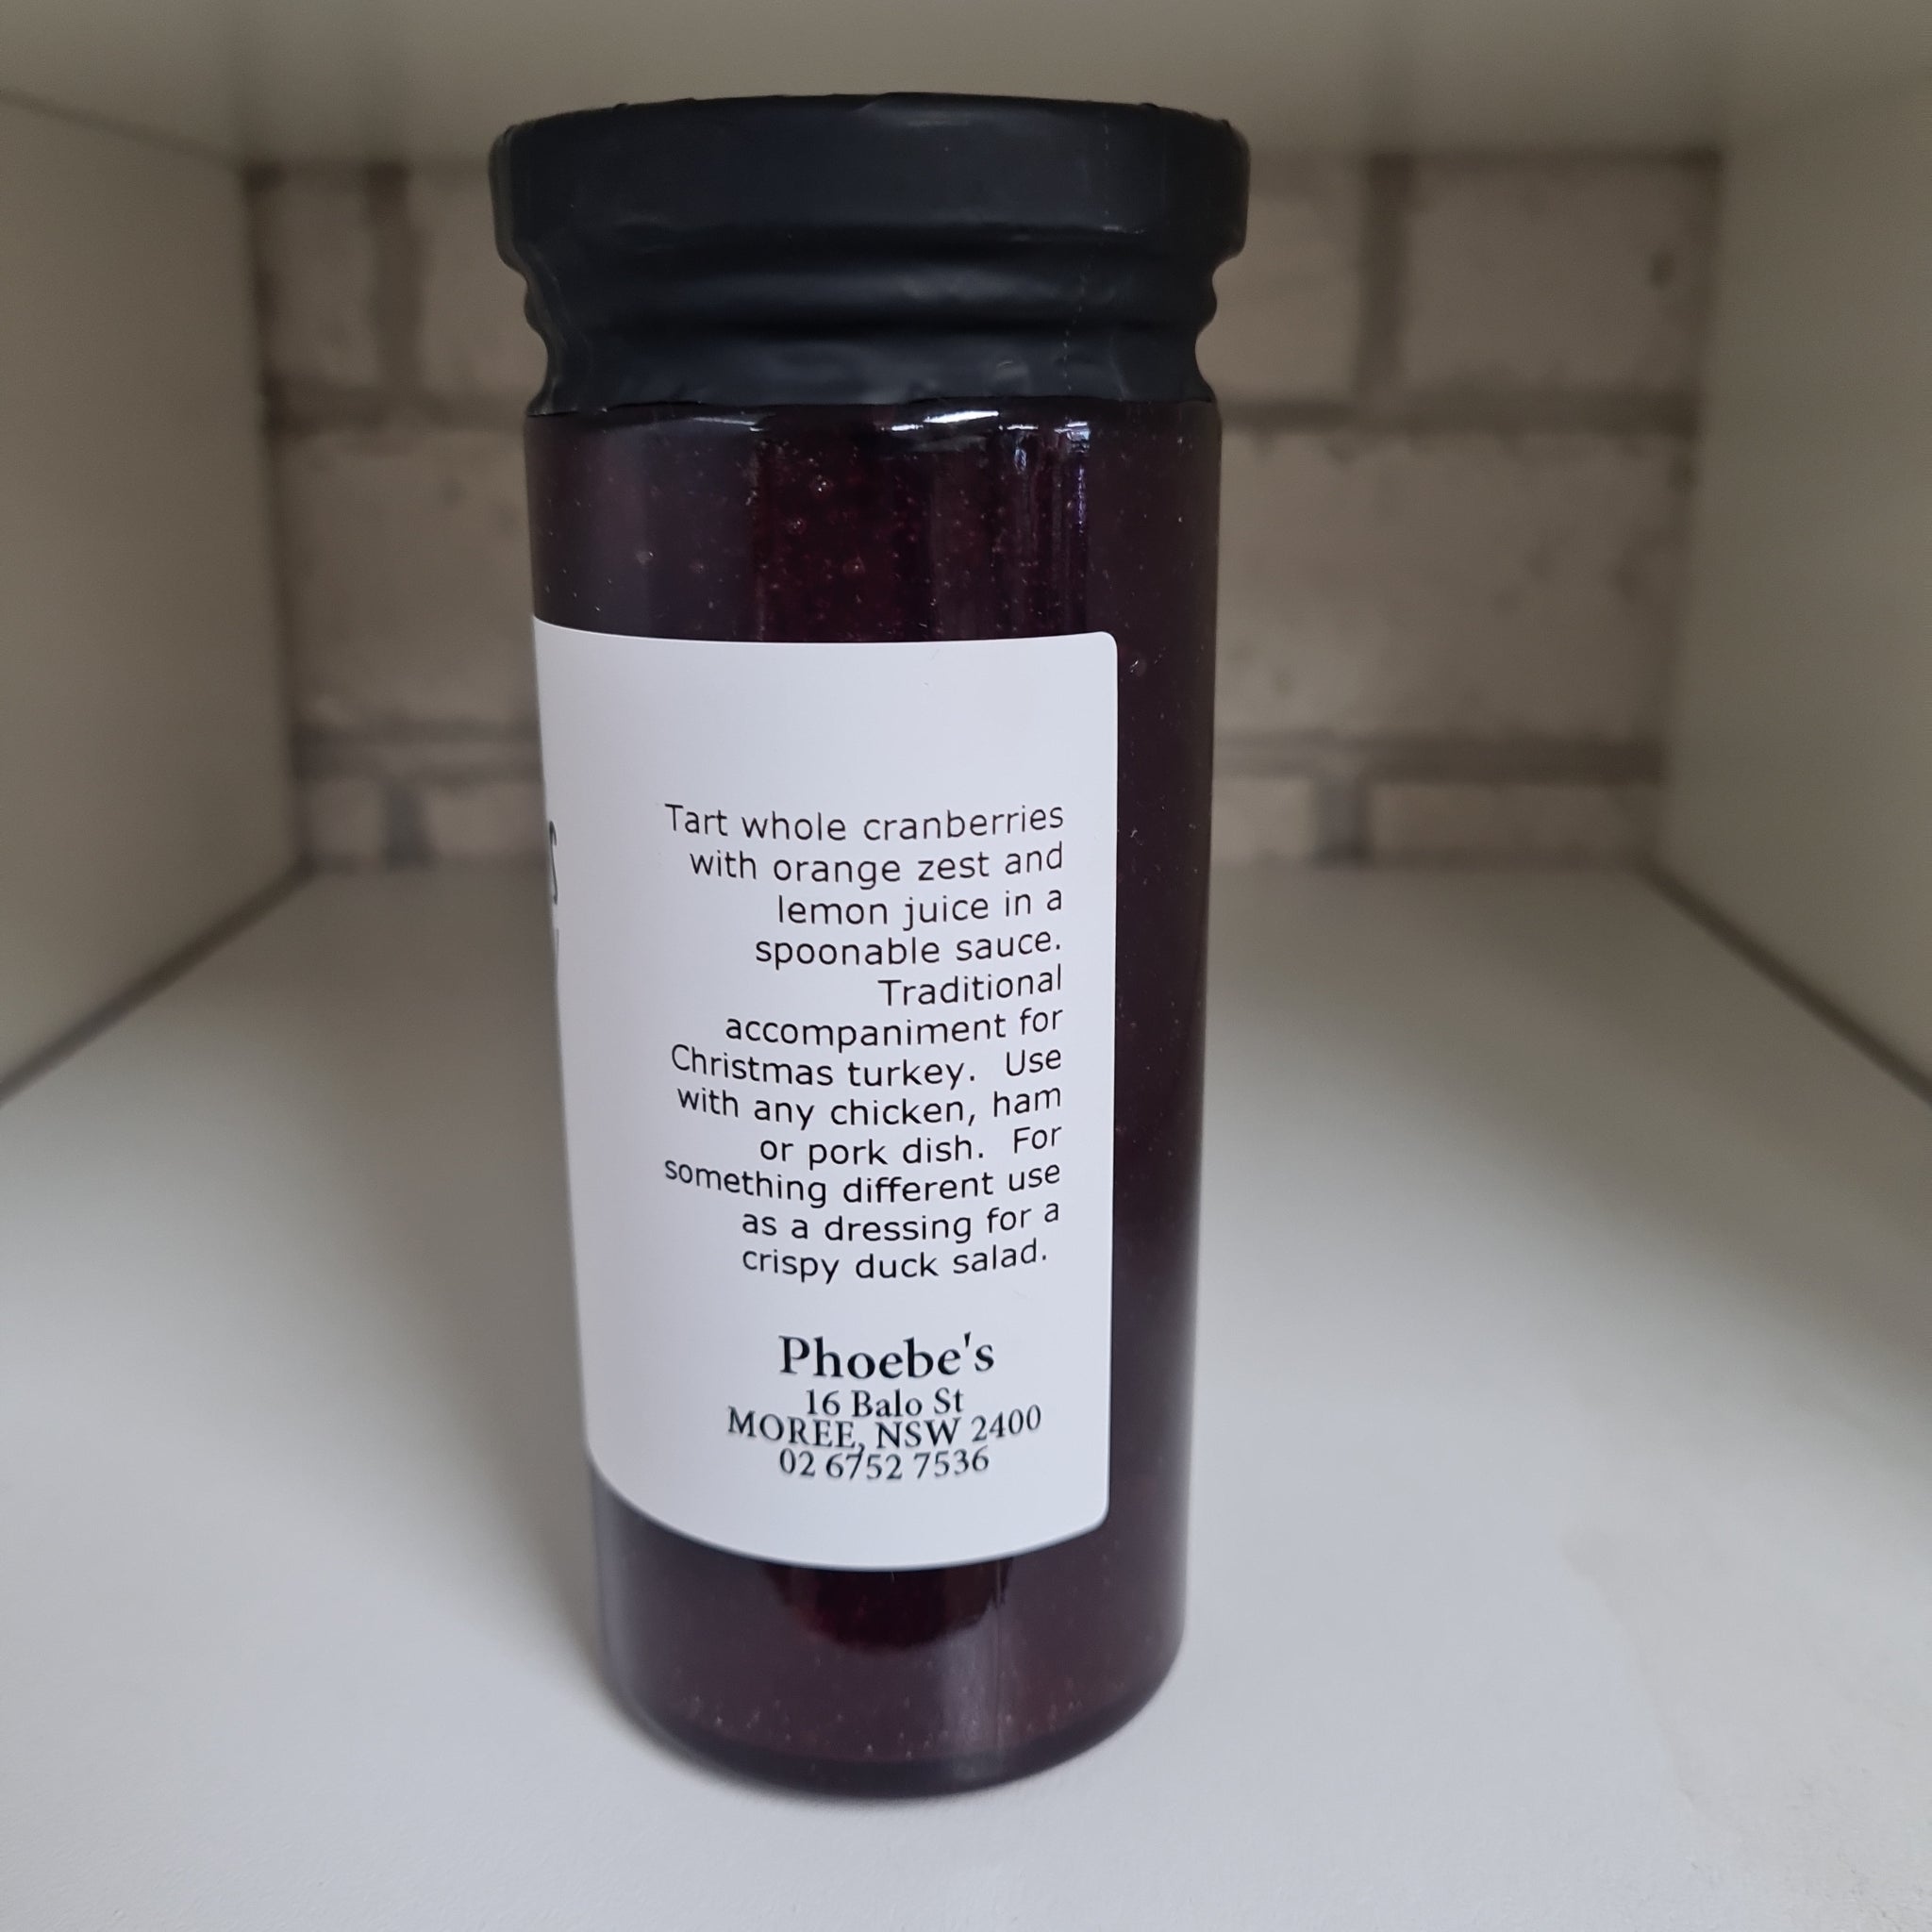 Tart whole cranberries
with orange zest and
lemon juice in a
spoonable sauce.
Traditional
accompaniment for
Christmas turkey.  Use
with any chicken, ham
or pork dish.  For
something different use
as a dressing for a
crispy duck salad.
Phoebe's
16 Balo St
MOREE, NSW 2400
02 6752 7536